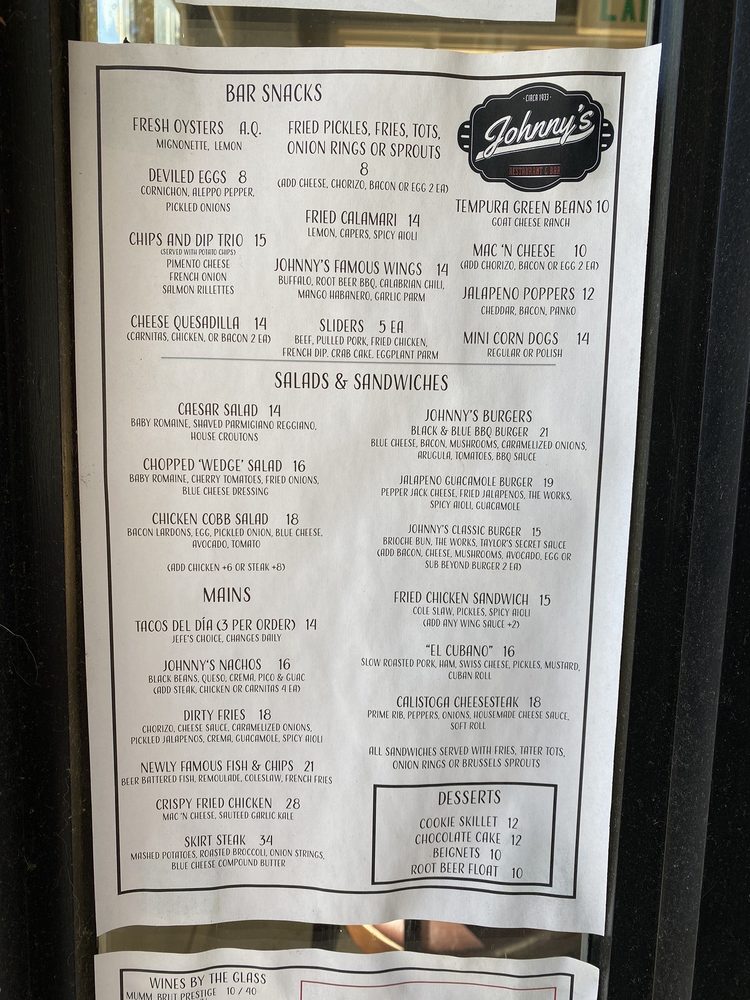 BAR SNACKS
FRESH OYSTERS A.Q.
MIGNONETTE, LEMON
DEVILED EGGS 8
CORNICHON, ALEPPO PEPPER,
PICKLED ONIONS
CHIPS AND DIP TRIO 15
(SERVED WITH POTATO CHIPS)
PIMENTO CHEESE
FRENCH ONION
SALMON RILLETTES
CHEESE QUESADILLA 14
(CARNITAS, CHICKEN, OR BACON 2 EA)
FRIED PICKLES, FRIES, TOTS,
ONION RINGS OR SPROUTS
8
(ADD CHEESE, CHORIZO, BACON OR EGG 2 EA)
FRIED CALAMARI 14
LEMON, CAPERS, SPICY AIOLI
JOHNNY'S FAMOUS WINGS 14
BUFFALO, ROOT BEER BBQ, CALABRIAN CHILI,
MANGO HABANERO, GARLIC PARM
SLIDERS 5 EA
BEEF, PULLED PORK, FRIED CHICKEN,
FRENCH DIP, CRAB CAKE, EGGPLANT PARM
· CIRCA 1933 ·
Johnny's
RESTAURANT & BAR
TEMPURA GREEN BEANS 10
GOAT CHEESE RANCH
MAC 'N CHEESE 10
(ADD CHORIZO, BACON OR EGG 2 EA)
JALAPENO POPPERS 12
CHEDDAR, BACON, PANKO
MINI CORN DOGS 14
REGULAR OR POLISH
SALADS & SANDWICHES
CAESAR SALAD 14
BABY ROMAINE, SHAVED PARMIGIANO REGGIANO,
HOUSE CROUTONS
CHOPPED 'WEDGE' SALAD 16
BABY ROMAINE, CHERRY TOMATOES, FRIED ONIONS,
BLUE CHEESE DRESSING
CHICKEN COBB SALAD 18
BACON LARDONS, EGG, PICKLED ONION, BLUE CHEESE,
AVOCADO, TOMATO
(ADD CHICKEN +6 OR STEAK +8)
MAINS
TACOS DEL DÍA (3 PER ORDER) 14
JEFE'S CHOICE, CHANGES DAILY
JOHNNY'S NACHOS 16
BLACK BEANS, QUESO, CREMA, PICO & GUAC
(ADD STEAK, CHICKEN OR CARNITAS 4 EA)
DIRTY FRIES 18
CHORIZO, CHEESE SAUCE, CARAMELIZED ONIONS,
PICKLED JALAPENOS, CREMA, GUACAMOLE, SPICY AIOLI
NEWLY FAMOUS FISH & CHIPS 21
BEER BATTERED FISH, REMOULADE, COLESLAW, FRENCH FRIES
CRISPY FRIED CHICKEN 28
MAC 'N CHEESE, SAUTEED GARLIC KALE
SKIRT STEAK 34
MASHED POTATOES, ROASTED BROCCOLI, ONION STRINGS,
BLUE CHEESE COMPOUND BUTTER
JOHNNY'S BURGERS
BLACK & BLUE BBQ BURGER 21
BLUE CHEESE, BACON, MUSHROOMS, CARAMELIZED ONIONS,
ARUGULA, TOMATOES, BBQ SAUCE
JALAPENO GUACAMOLE BURGER 19
PEPPER JACK CHEESE, FRIED JALAPENOS, THE WORKS,
SPICY AIOLI, GUACAMOLE
JOHNNY'S CLASSIC BURGER 15
BRIOCHE BUN, THE WORKS, TAYLOR'S SECRET SAUCE
(ADD BACON, CHEESE, MUSHROOMS, AVOCADO, EGG OR
SUB BEYOND BURGER 2 EA)
FRIED CHICKEN SANDWICH 15
COLE SLAW, PICKLES, SPICY AIOLI
(ADD ANY WING SAUCE +2)
"EL CUBANO" 16
SLOW ROASTED PORK, HAM, SWISS CHEESE, PICKLES, MUSTARD,
CUBAN ROLL
CALISTOGA CHEESESTEAK 18
PRIME RIB, PEPPERS, ONIONS, HOUSEMADE CHEESE SAUCE,
SOFT ROLL
ALL SANDWICHES SERVED WITH FRIES, TATER TOTS,
ONION RINGS OR BRUSSELS SPROUTS
DESSERTS
COOKIE SKILLET 12
CHOCOLATE CAKE 12
BEIGNETS 10
ROOT BEER FLOAT 10
WINES BY THE GLASS
MUMM, BRUT PRESTIGE 10 / 40